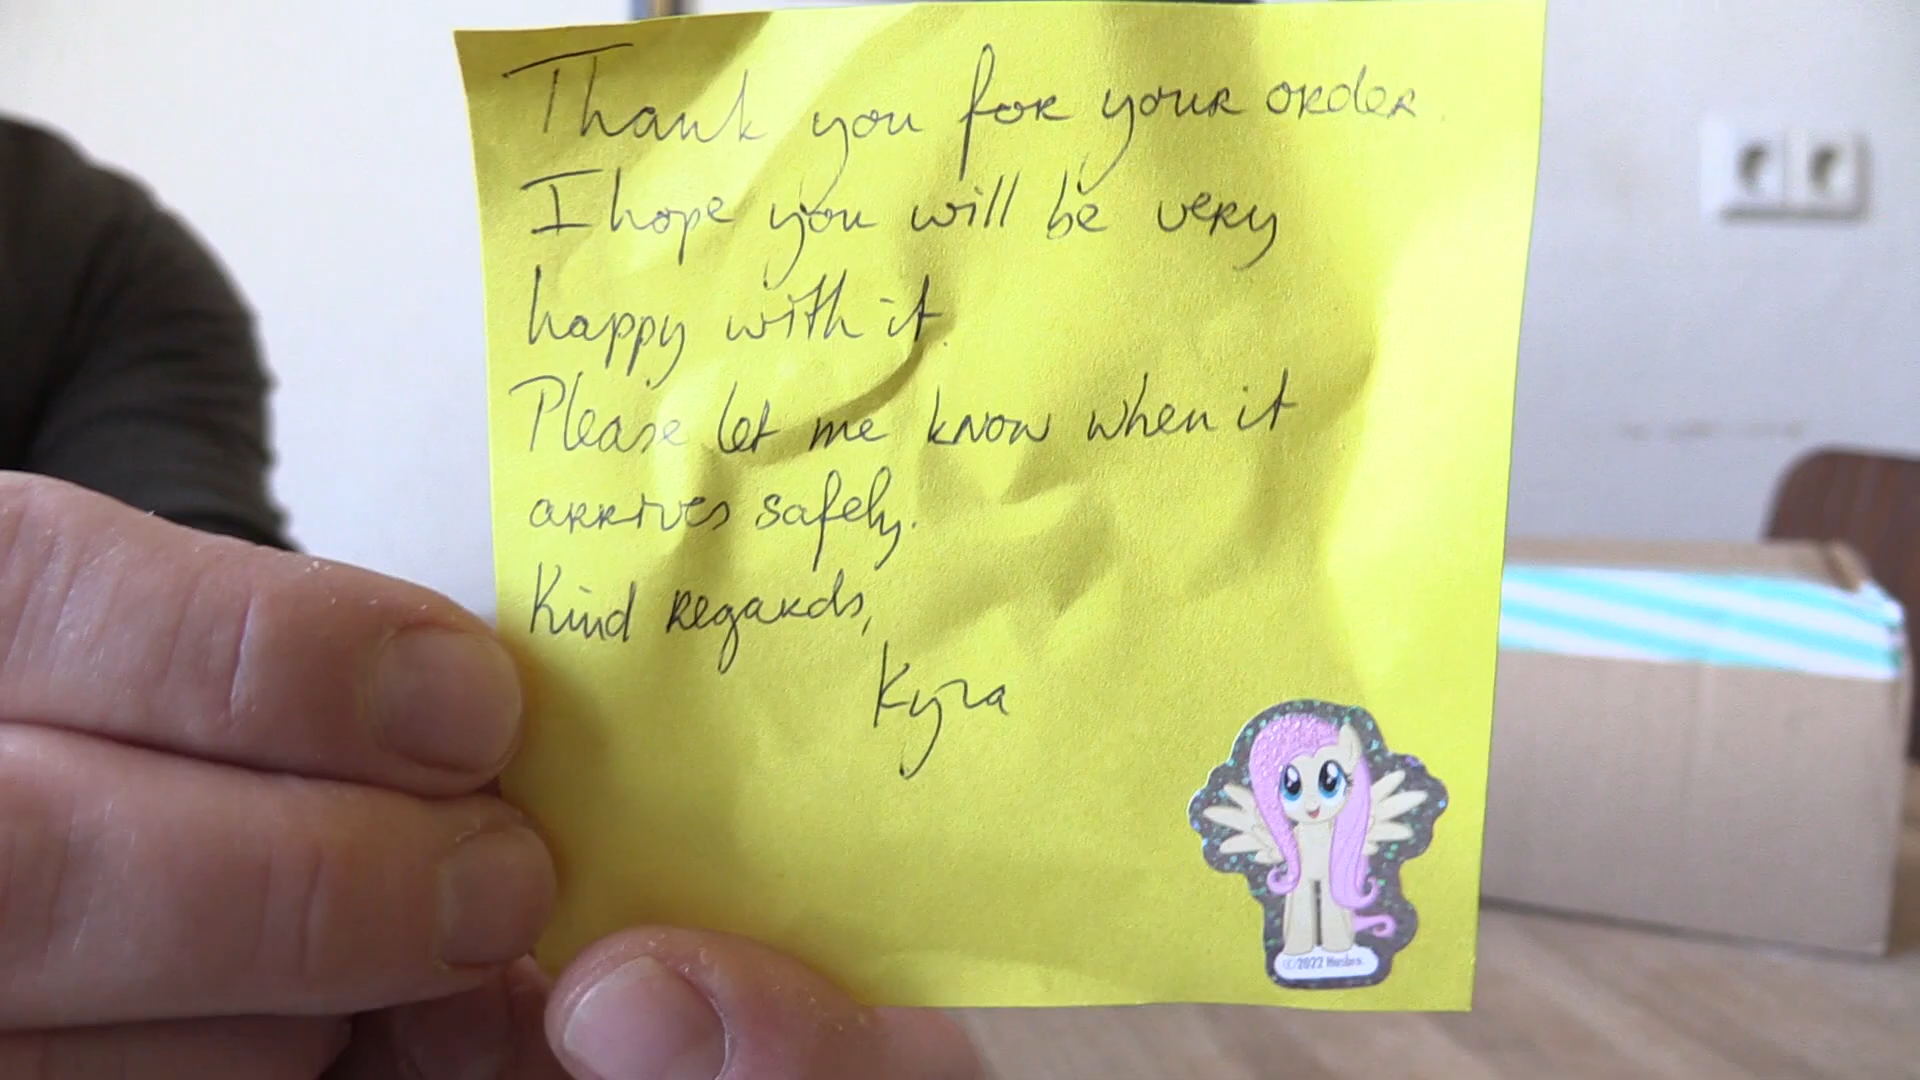 Thank you for your order.
I hope you will be very
happy with it.
Please let me know when it
arrives safely.
Kind regards,
Kyra
©2022 Hasbro